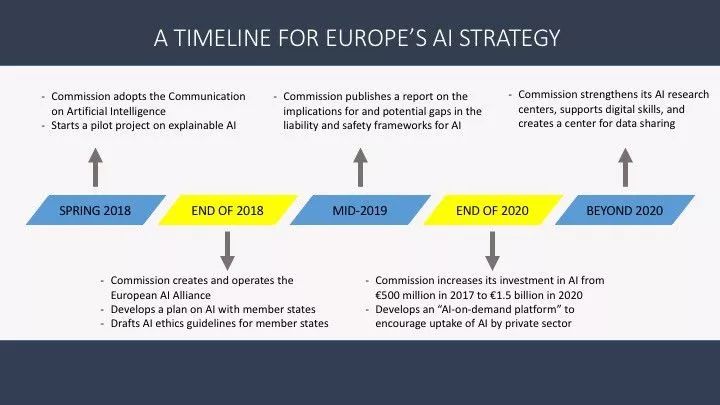 A TIMELINE FOR EUROPE’S AI STRATEGY
- Commission adopts the Communication
on Artificial Intelligence
- Starts a pilot project on explainable AI
- Commission publishes a report on the
implications for and potential gaps in the
liability and safety frameworks for AI
- Commission strengthens its AI research
centers, supports digital skills, and
creates a center for data sharing
SPRING 2018
END OF 2018
MID-2019
END OF 2020
BEYOND 2020
- Commission creates and operates the
European AI Alliance
- Develops a plan on AI with member states
- Drafts AI ethics guidelines for member states
- Commission increases its investment in AI from
€500 million in 2017 to €1.5 billion in 2020
- Develops an “AI-on-demand platform” to
encourage uptake of AI by private sector